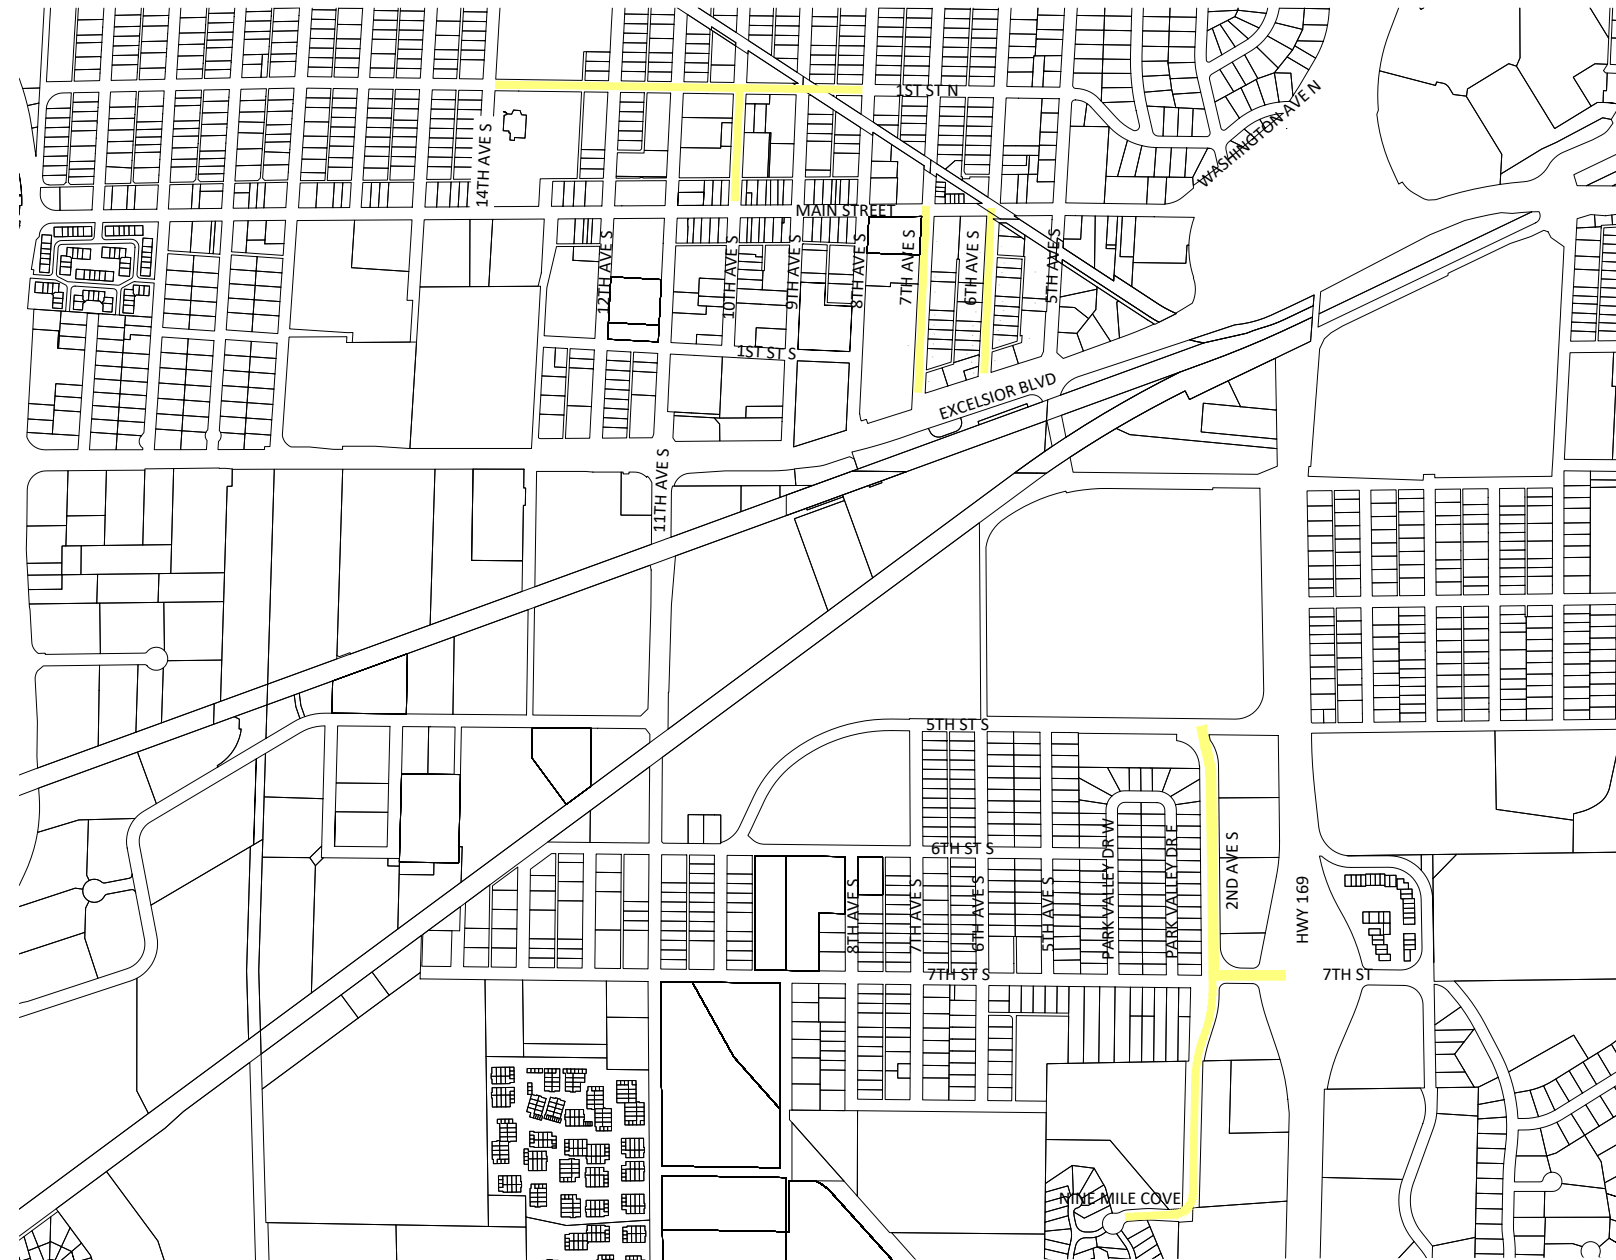 1ST ST N
WASHINGTON AVE N
14TH AVE S
MAIN STREET
12TH AVE S
10TH AVE S
9TH AVE S
8TH AVE S
7TH AVE S
6TH AVE S
5TH AVE S
1ST ST S
EXCELSIOR BLVD
11TH AVE S
5TH ST S
6TH ST S
8TH AVE S
7TH AVE S
6TH AVE S
5TH AVE S
PARK VALLEY DR W
PARK VALLEY DR E
2ND AVE S
HWY 169
7TH ST S
7TH ST
NINE MILE COVE